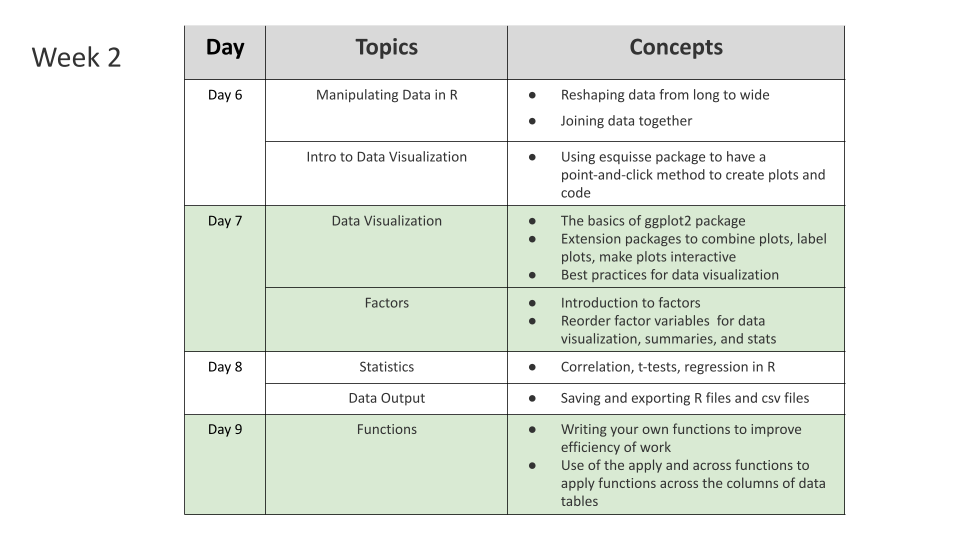 Week 2
Day
Topics
Concepts
Day 6
Manipulating Data in R
● Reshaping data from long to wide
● Joining data together
Intro to Data Visualization
● Using esquisse package to have a
point-and-click method to create plots and
code
Day 7
Data Visualization
● The basics of ggplot2 package
● Extension packages to combine plots, label
plots, make plots interactive
● Best practices for data visualization
Factors
● Introduction to factors
● Reorder factor variables  for data
visualization, summaries, and stats
Day 8
Statistics
● Correlation, t-tests, regression in R
Data Output
● Saving and exporting R files and csv files
Day 9
Functions
● Writing your own functions to improve
efficiency of work
● Use of the apply and across functions to
apply functions across the columns of data
tables